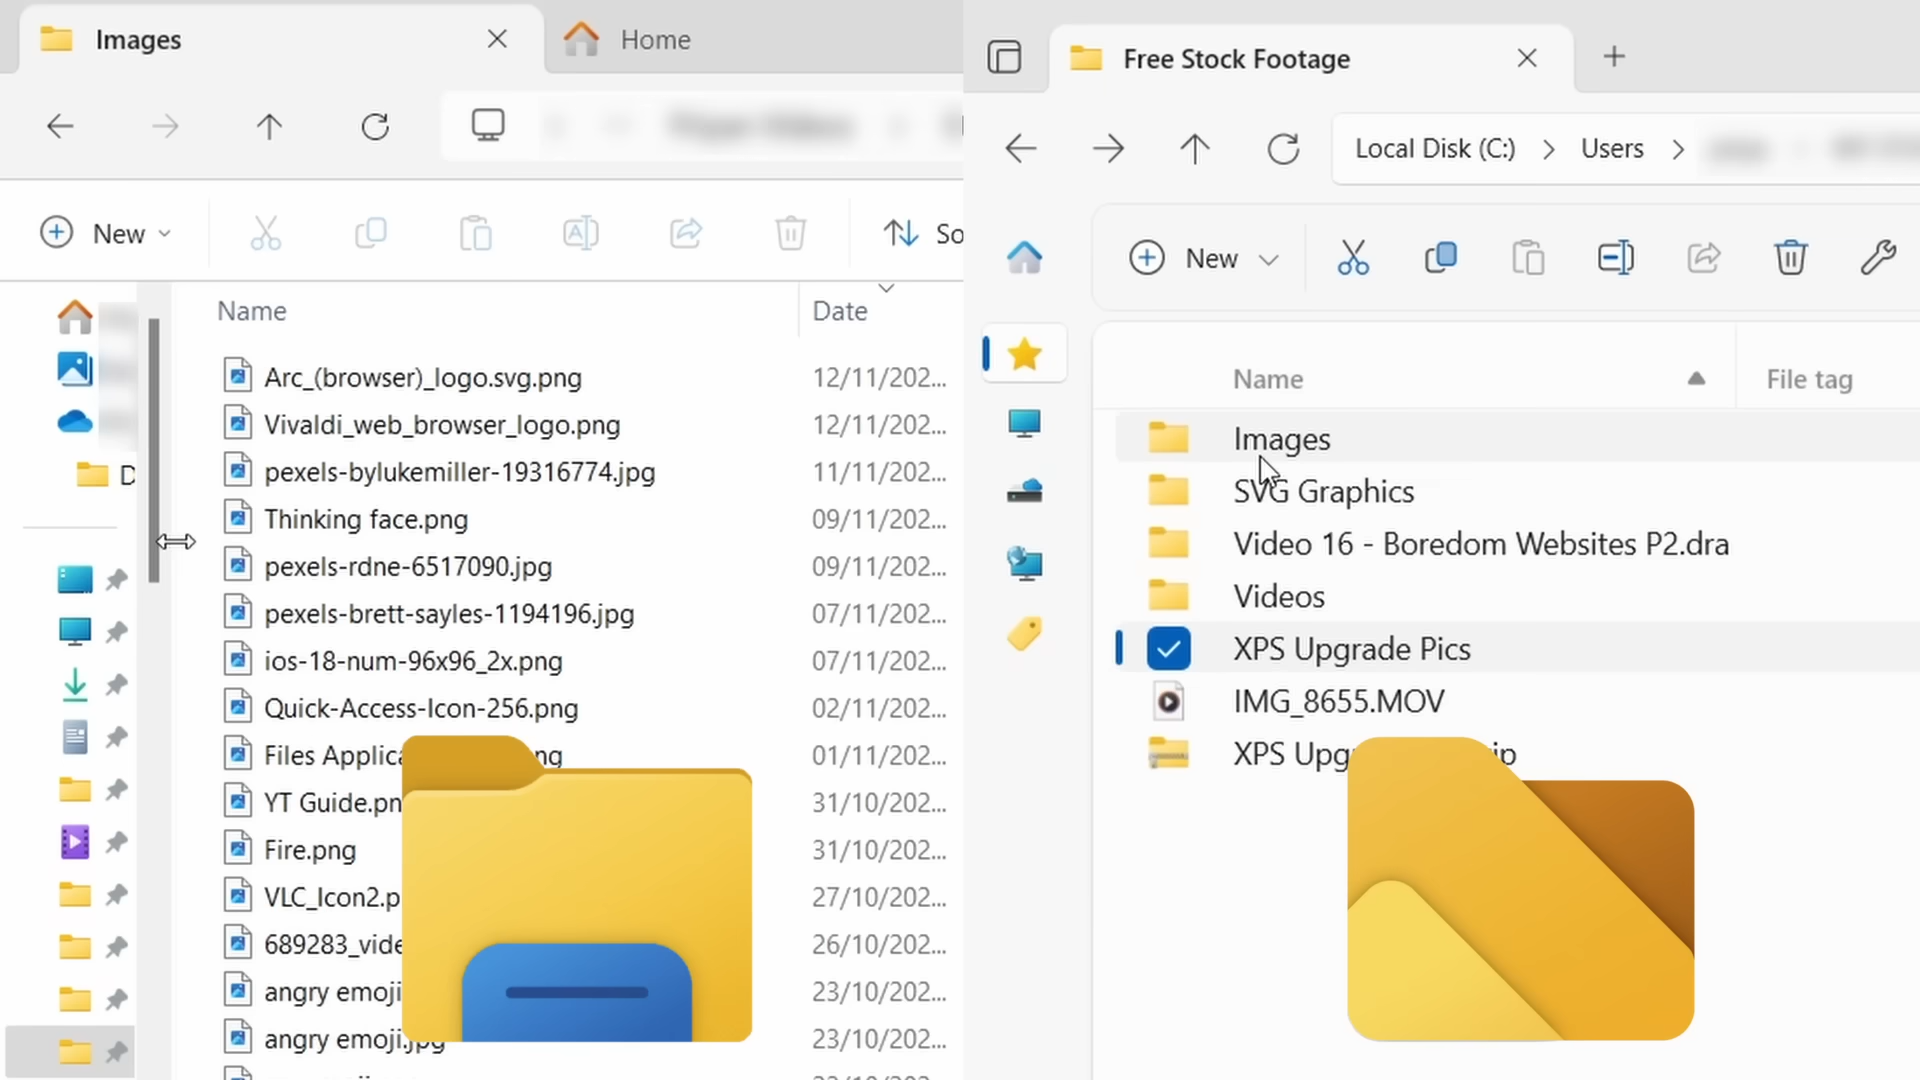 Images
Home
New
So
Name
Date
D
Arc_(browser)_logo.svg.png 12/11/202...
Vivaldi_web_browser_logo.png 12/11/202...
pexels-bylukemiller-19316774.jpg 11/11/202...
Thinking face.png 09/11/202...
pexels-rdne-6517090.jpg 09/11/202...
pexels-brett-sayles-1194196.jpg 07/11/202...
ios-18-num-96x96_2x.png 07/11/202...
Quick-Access-Icon-256.png 02/11/202...
Files Applica ng 01/11/202...
YT Guide.pn 31/10/202...
Fire.png 31/10/202...
VLC_Icon2.p 27/10/202...
689283_vide 26/10/202...
angry emoji 23/10/202...
angry emoji.jpg 23/10/202...
Free Stock Footage
Local Disk (C:) > Users >
New
Name
File tag
Images
SVG Graphics
Video 16 - Boredom Websites P2.dra
Videos
XPS Upgrade Pics
IMG_8655.MOV
XPS Upg ip